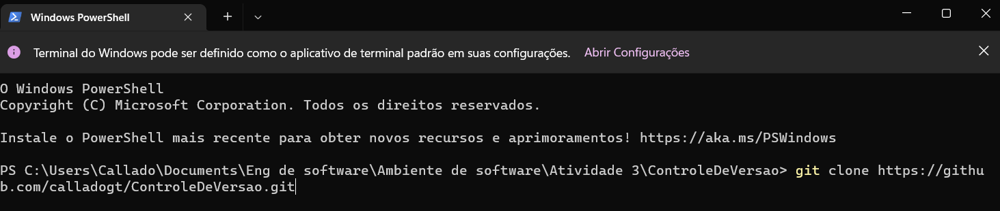 Windows PowerShell
Terminal do Windows pode ser definido como o aplicativo de terminal padrão em suas configurações. Abrir Configurações
O Windows PowerShell
Copyright (C) Microsoft Corporation. Todos os direitos reservados.
Instale o PowerShell mais recente para obter novos recursos e aprimoramentos! https://aka.ms/PSWindows
PS C:\Users\Callado\Documents\Eng de software\Ambiente de software\Atividade 3\ControleDeVersao> git clone https://githu
b.com/calladogt/ControleDeVersao.git